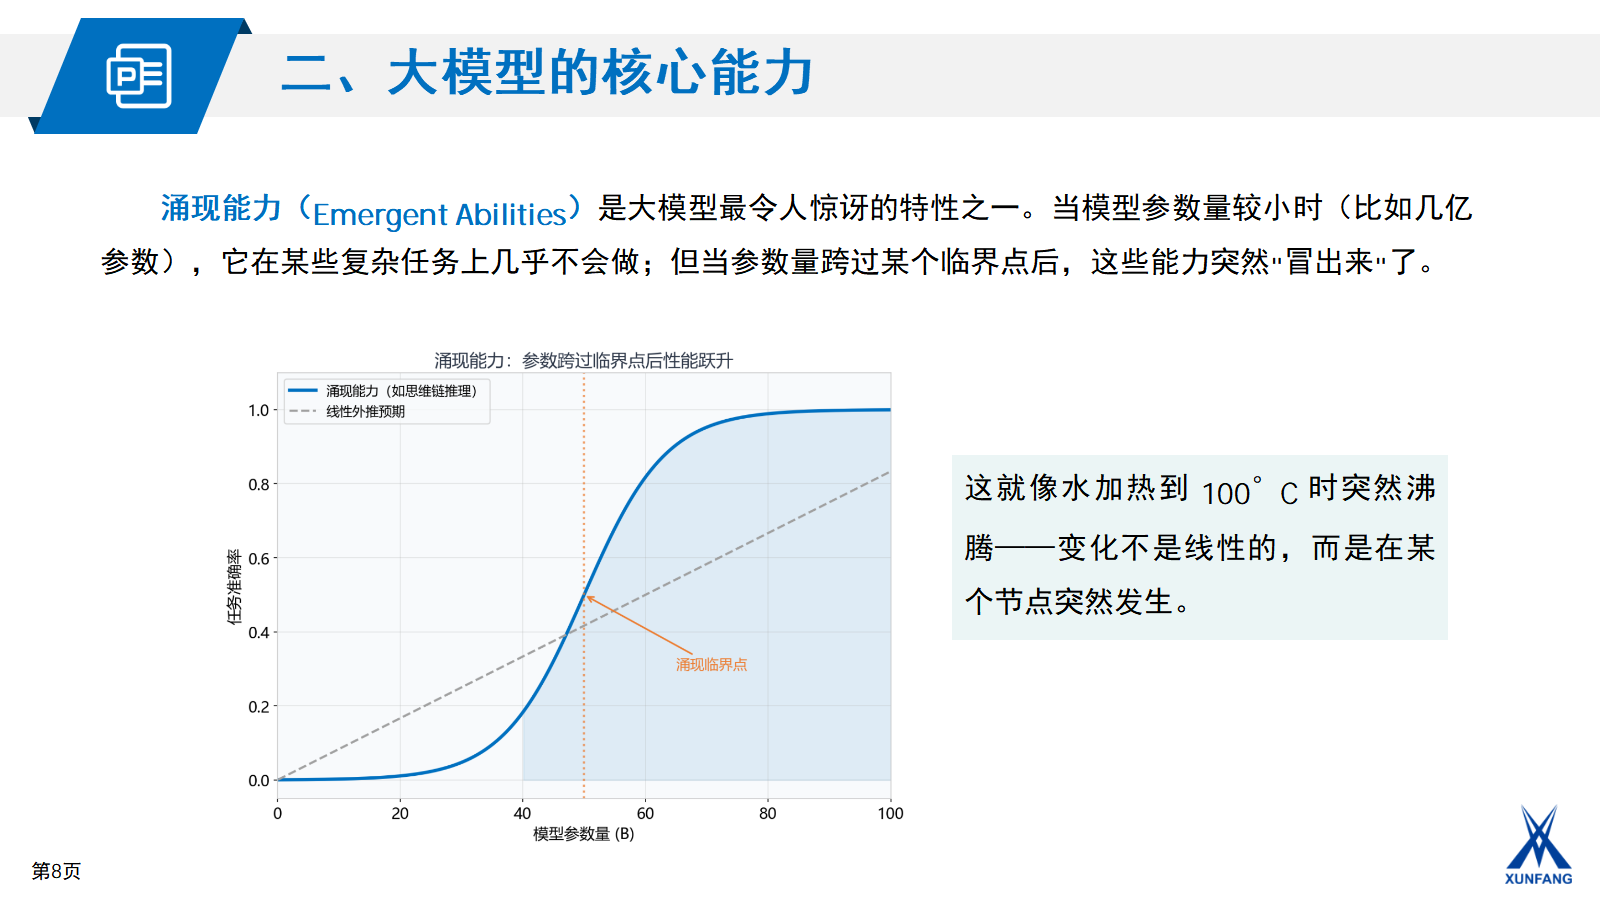 二、大模型的核心能力
涌现能力（Emergent Abilities）是大模型最令人惊讶的特性之一。当模型参数量较小时（比如几亿
参数），它在某些复杂任务上几乎不会做；但当参数量跨过某个临界点后，这些能力突然"冒出来"了。
涌现能力：参数跨过临界点后性能跃升
涌现能力（如思维链推理）
线性外推预期
1.0
0.8
0.6
0.4
0.2
0.0
任务准确率
涌现临界点
0 20 40 60 80 100
模型参数量 (B)
这就像水加热到 100°C 时突然沸
腾——变化不是线性的，而是在某
个节点突然发生。
第8页
XUNFANG